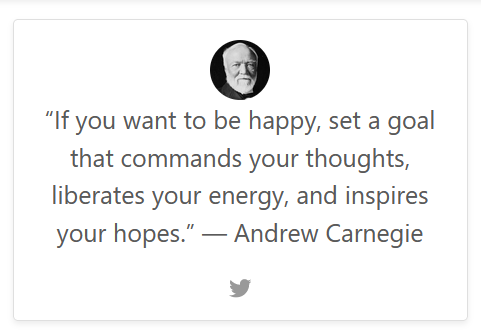 “If you want to be happy, set a goal
that commands your thoughts,
liberates your energy, and inspires
your hopes.” — Andrew Carnegie